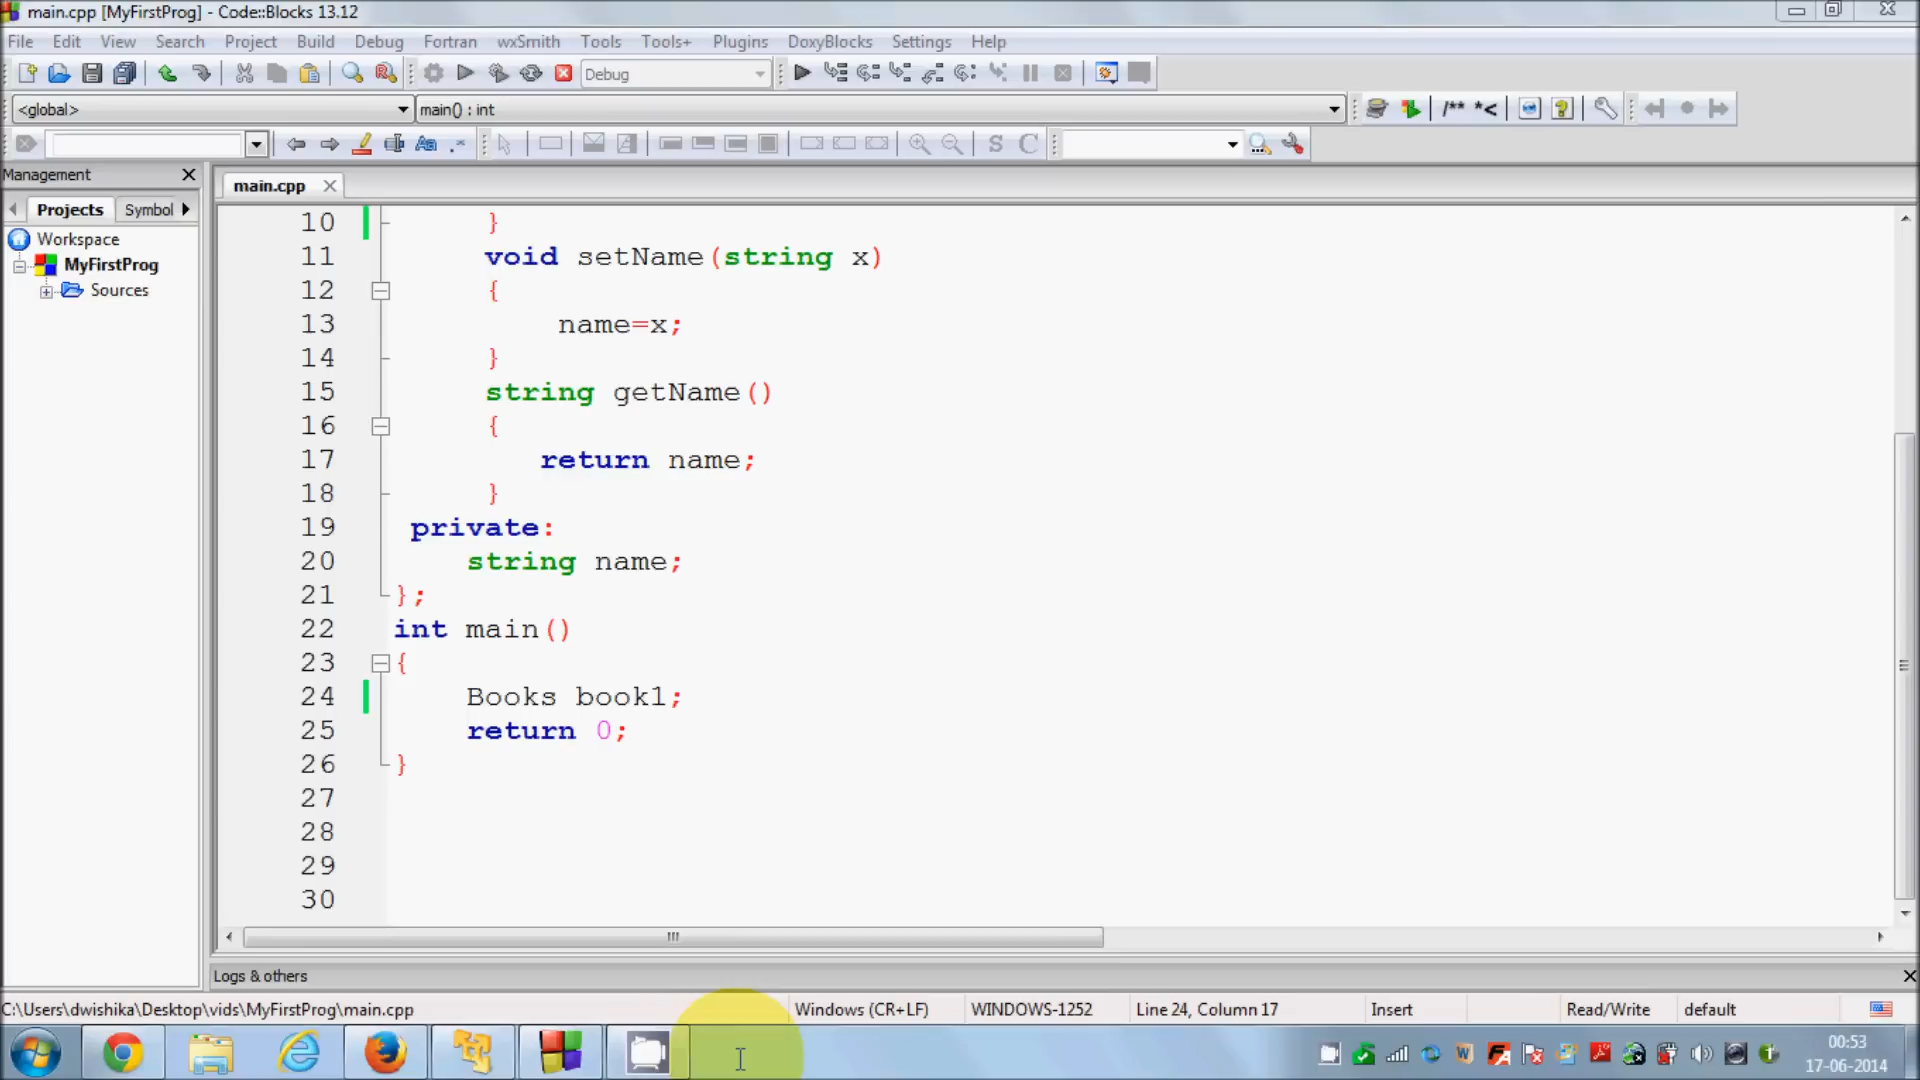 main.cpp [MyFirstProg] - Code::Blocks 13.12
File Edit View Search Project Build Debug Fortran wxSmith Tools Tools+ Plugins DoxyBlocks Settings Help
Debug
<global> main() : int
/** *<
S C
Management
main.cpp
Projects Symbol
Workspace
MyFirstProg
Sources
10 }
11 void setName(string x)
12 {
13 name=x;
14 }
15 string getName()
16 {
17 return name;
18 }
19 private:
20 string name;
21 };
22 int main()
23 {
24 Books book1;
25 return 0;
26 }
27
28
29
30
Logs & others
C:\Users\dwishika\Desktop\vids\MyFirstProg\main.cpp Windows (CR+LF) WINDOWS-1252 Line 24, Column 17 Insert Read/Write default
00:53
17-06-2014